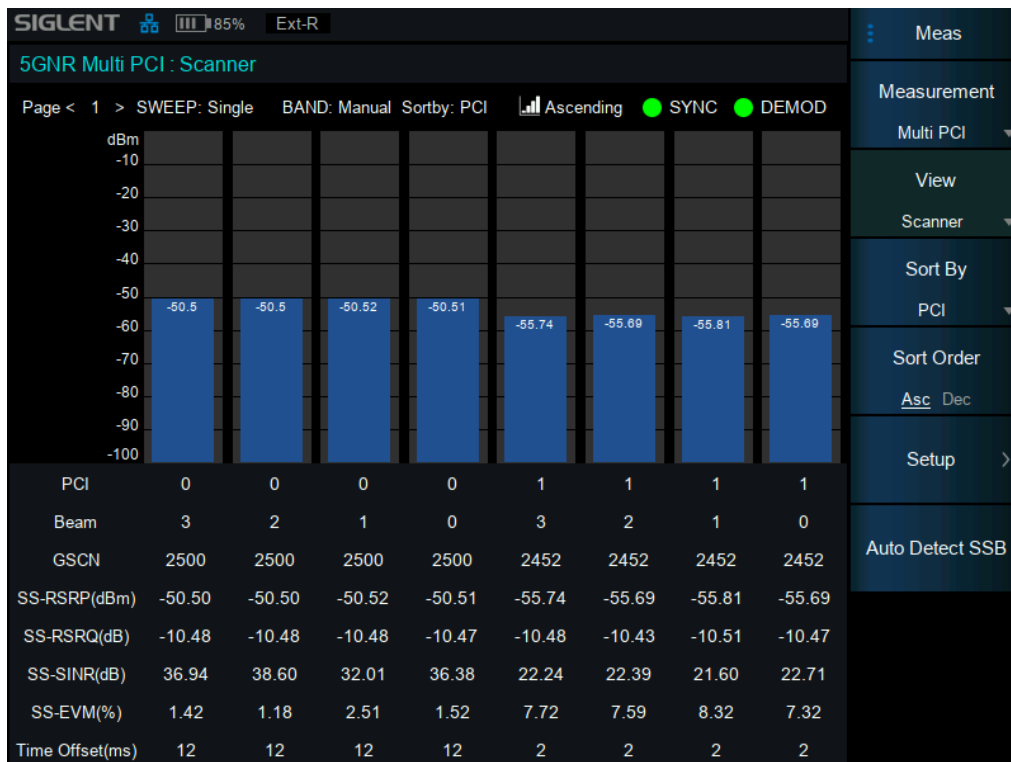 SIGLENT 85% Ext-R
5GNR Multi PCI : Scanner
Page < 1 > SWEEP: Single BAND: Manual Sortby: PCI Ascending SYNC DEMOD
dBm
-10
-20
-30
-40
-50
-60
-70
-80
-90
-100
-50.5 -50.5 -50.52 -50.51 -55.74 -55.69 -55.81 -55.69
PCI 0 0 0 0 1 1 1 1
Beam 3 2 1 0 3 2 1 0
GSCN 2500 2500 2500 2500 2452 2452 2452 2452
SS-RSRP(dBm) -50.50 -50.50 -50.52 -50.51 -55.74 -55.69 -55.81 -55.69
SS-RSRQ(dB) -10.48 -10.48 -10.48 -10.47 -10.48 -10.43 -10.51 -10.47
SS-SINR(dB) 36.94 38.60 32.01 36.38 22.24 22.39 21.60 22.71
SS-EVM(%) 1.42 1.18 2.51 1.52 7.72 7.59 8.32 7.32
Time Offset(ms) 12 12 12 12 2 2 2 2
Meas
Measurement
Multi PCI
View
Scanner
Sort By
PCI
Sort Order
Asc Dec
Setup >
Auto Detect SSB